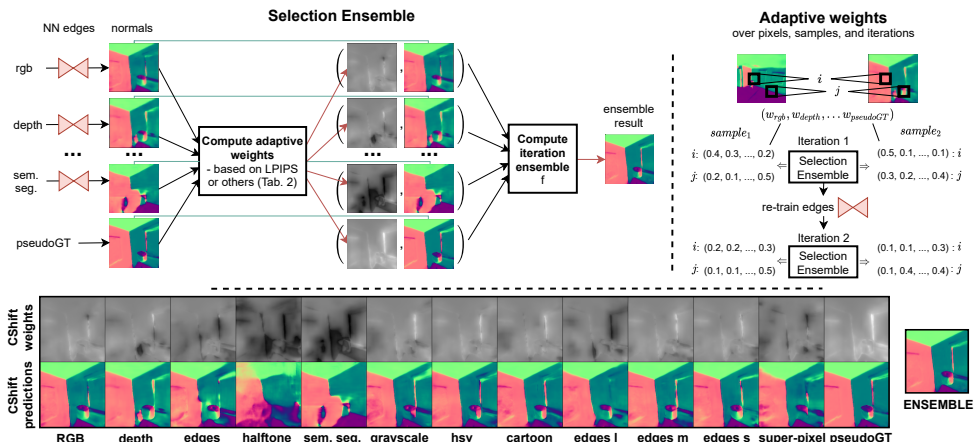 Selection Ensemble
NN edges
normals
rgb
depth
...
...
...
...
sem.
seg.
pseudoGT
Compute adaptive
weights
- based on LPIPS
or others (Tab. 2)
( , )
( , )
( , )
( , )
Compute
iteration
ensemble
f
ensemble
result
Adaptive weights
over pixels, samples, and iterations
i
j
(w_rgb, w_depth, . . . w_pseudoGT)
sample_1
sample_2
Iteration 1
i: (0.4, 0.3, ..., 0.2)
j: (0.2, 0.1, ..., 0.5)
⇐
Selection
Ensemble
⇒
(0.5, 0.1, ..., 0.1) : i
(0.3, 0.2, ..., 0.4) : j
re-train edges
Iteration 2
i: (0.2, 0.2, ..., 0.3)
j: (0.1, 0.1, ..., 0.5)
⇐
Selection
Ensemble
⇒
(0.1, 0.1, ..., 0.3) : i
(0.1, 0.4, ..., 0.4) : j
CShift
weights
CShift
predictions
RGB depth edges halftone sem. seg. grayscale hsv cartoon edges l edges m edges s super-pixel pseudoGT
ENSEMBLE